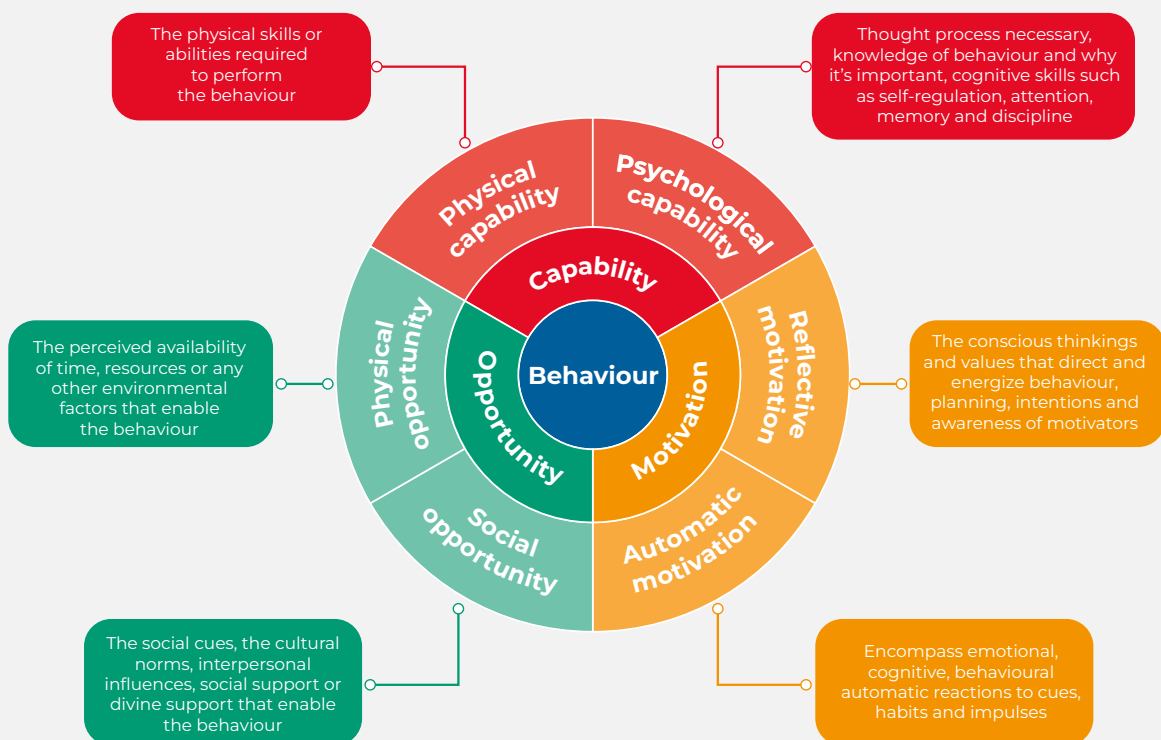 The physical skills or
abilities required
to perform
the behaviour
Thought process necessary,
knowledge of behaviour and why
it's important, cognitive skills such
as self-regulation, attention,
memory and discipline
Physical
capability
Psychological
capability
Capability
Physical
opportunity
Opportunity
Behaviour
Motivation
Reflective
motivation
The perceived availability
of time, resources or any
other environmental
factors that enable
the behaviour
The conscious thinkings
and values that direct and
energize behaviour,
planning, intentions and
awareness of motivators
Social
opportunity
Automatic
motivation
The social cues, the cultural
norms, interpersonal
influences, social support or
divine support that enable
the behaviour
Encompass emotional,
cognitive, behavioural
automatic reactions to cues,
habits and impulses